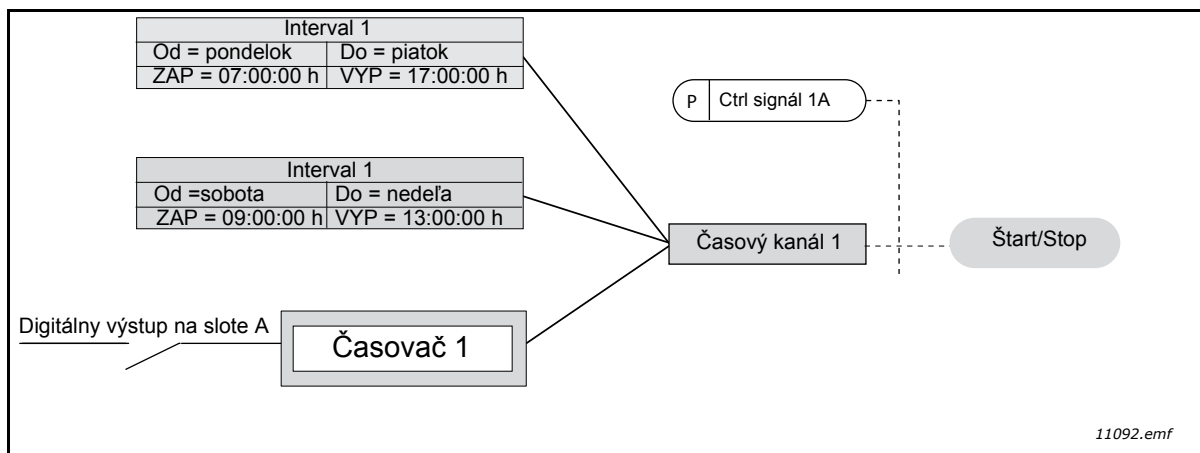 Interval 1
Od = pondelok Do = piatok
ZAP = 07:00:00 h VYP = 17:00:00 h
P Ctrl signál 1A
Interval 1
Od =sobota Do = nedeľa
ZAP = 09:00:00 h VYP = 13:00:00 h
Časový kanál 1
Štart/Stop
Digitálny výstup na slote A
Časovač 1
11092.emf